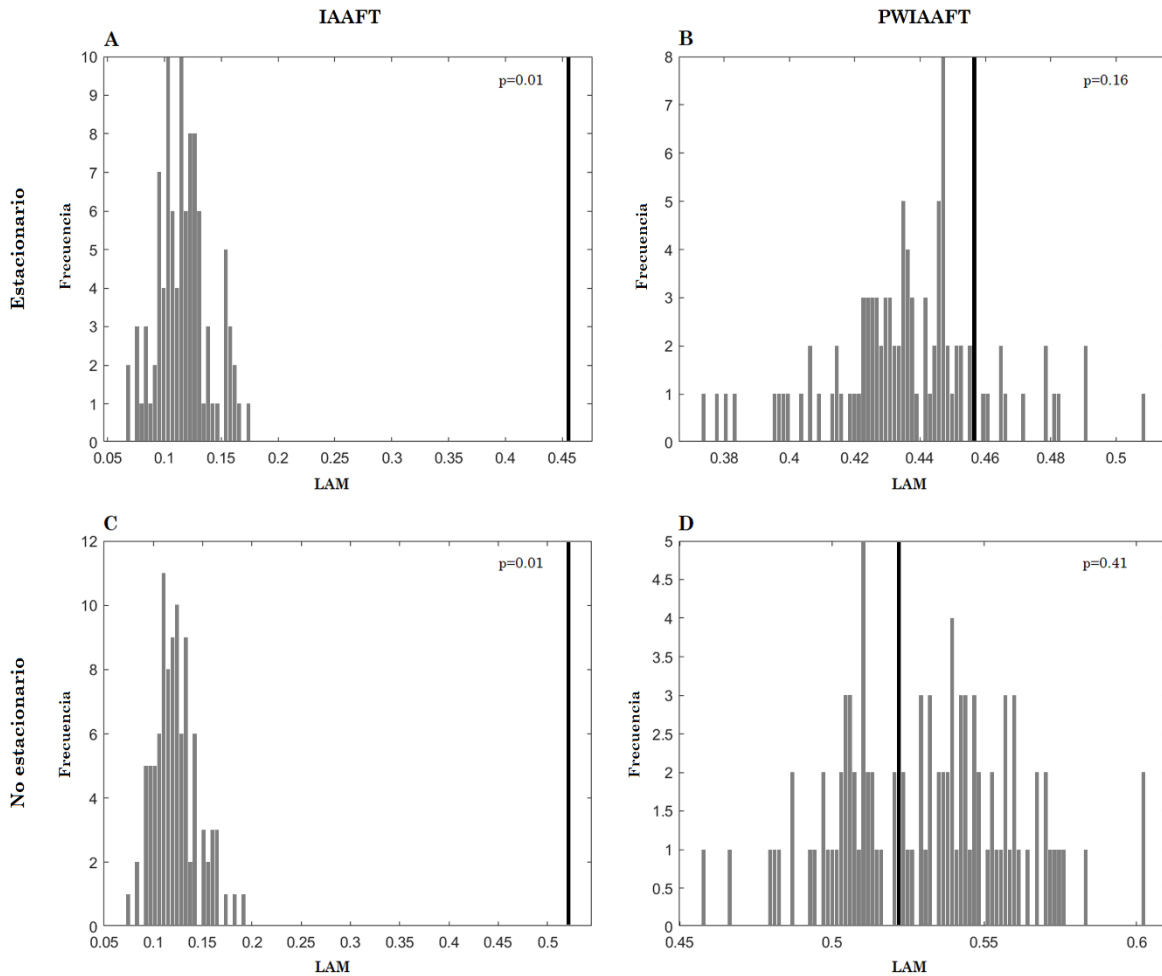 IAAFT
PWIAAFT
Estacionario
No estacionario
A
p=0.01
Frecuencia
10
9
8
7
6
5
4
3
2
1
0
0.05 0.1 0.15 0.2 0.25 0.3 0.35 0.4 0.45
LAM
B
p=0.16
Frecuencia
8
7
6
5
4
3
2
1
0
0.38 0.4 0.42 0.44 0.46 0.48 0.5
LAM
C
p=0.01
Frecuencia
12
10
8
6
4
2
0
0.05 0.1 0.15 0.2 0.25 0.3 0.35 0.4 0.45 0.5
LAM
D
p=0.41
Frecuencia
5
4.5
4
3.5
3
2.5
2
1.5
1
0.5
0
0.45 0.5 0.55 0.6
LAM